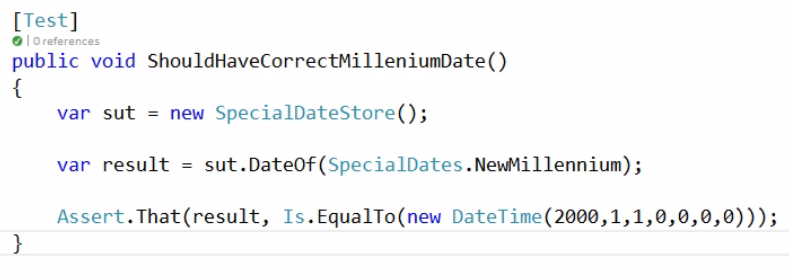 [Test]
| 0 references
public void ShouldHaveCorrectMilleniumDate()
{
var sut = new SpecialDateStore();
var result = sut.DateOf(SpecialDates.NewMillennium);
Assert.That(result, Is.EqualTo(new DateTime(2000,1,1,0,0,0,0)));
}